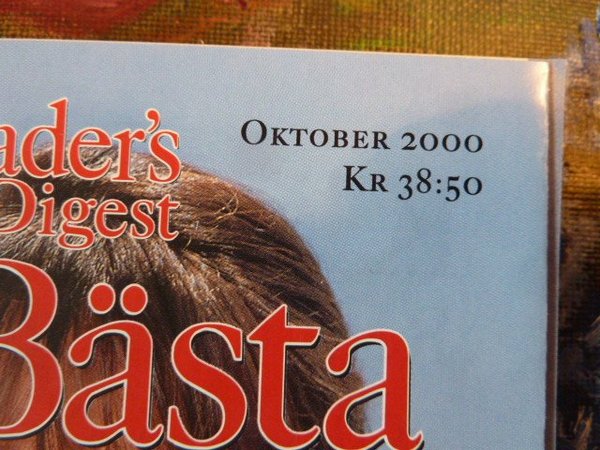 ader's
Digest
Bästa
OKTOBER 2000
KR 38:50